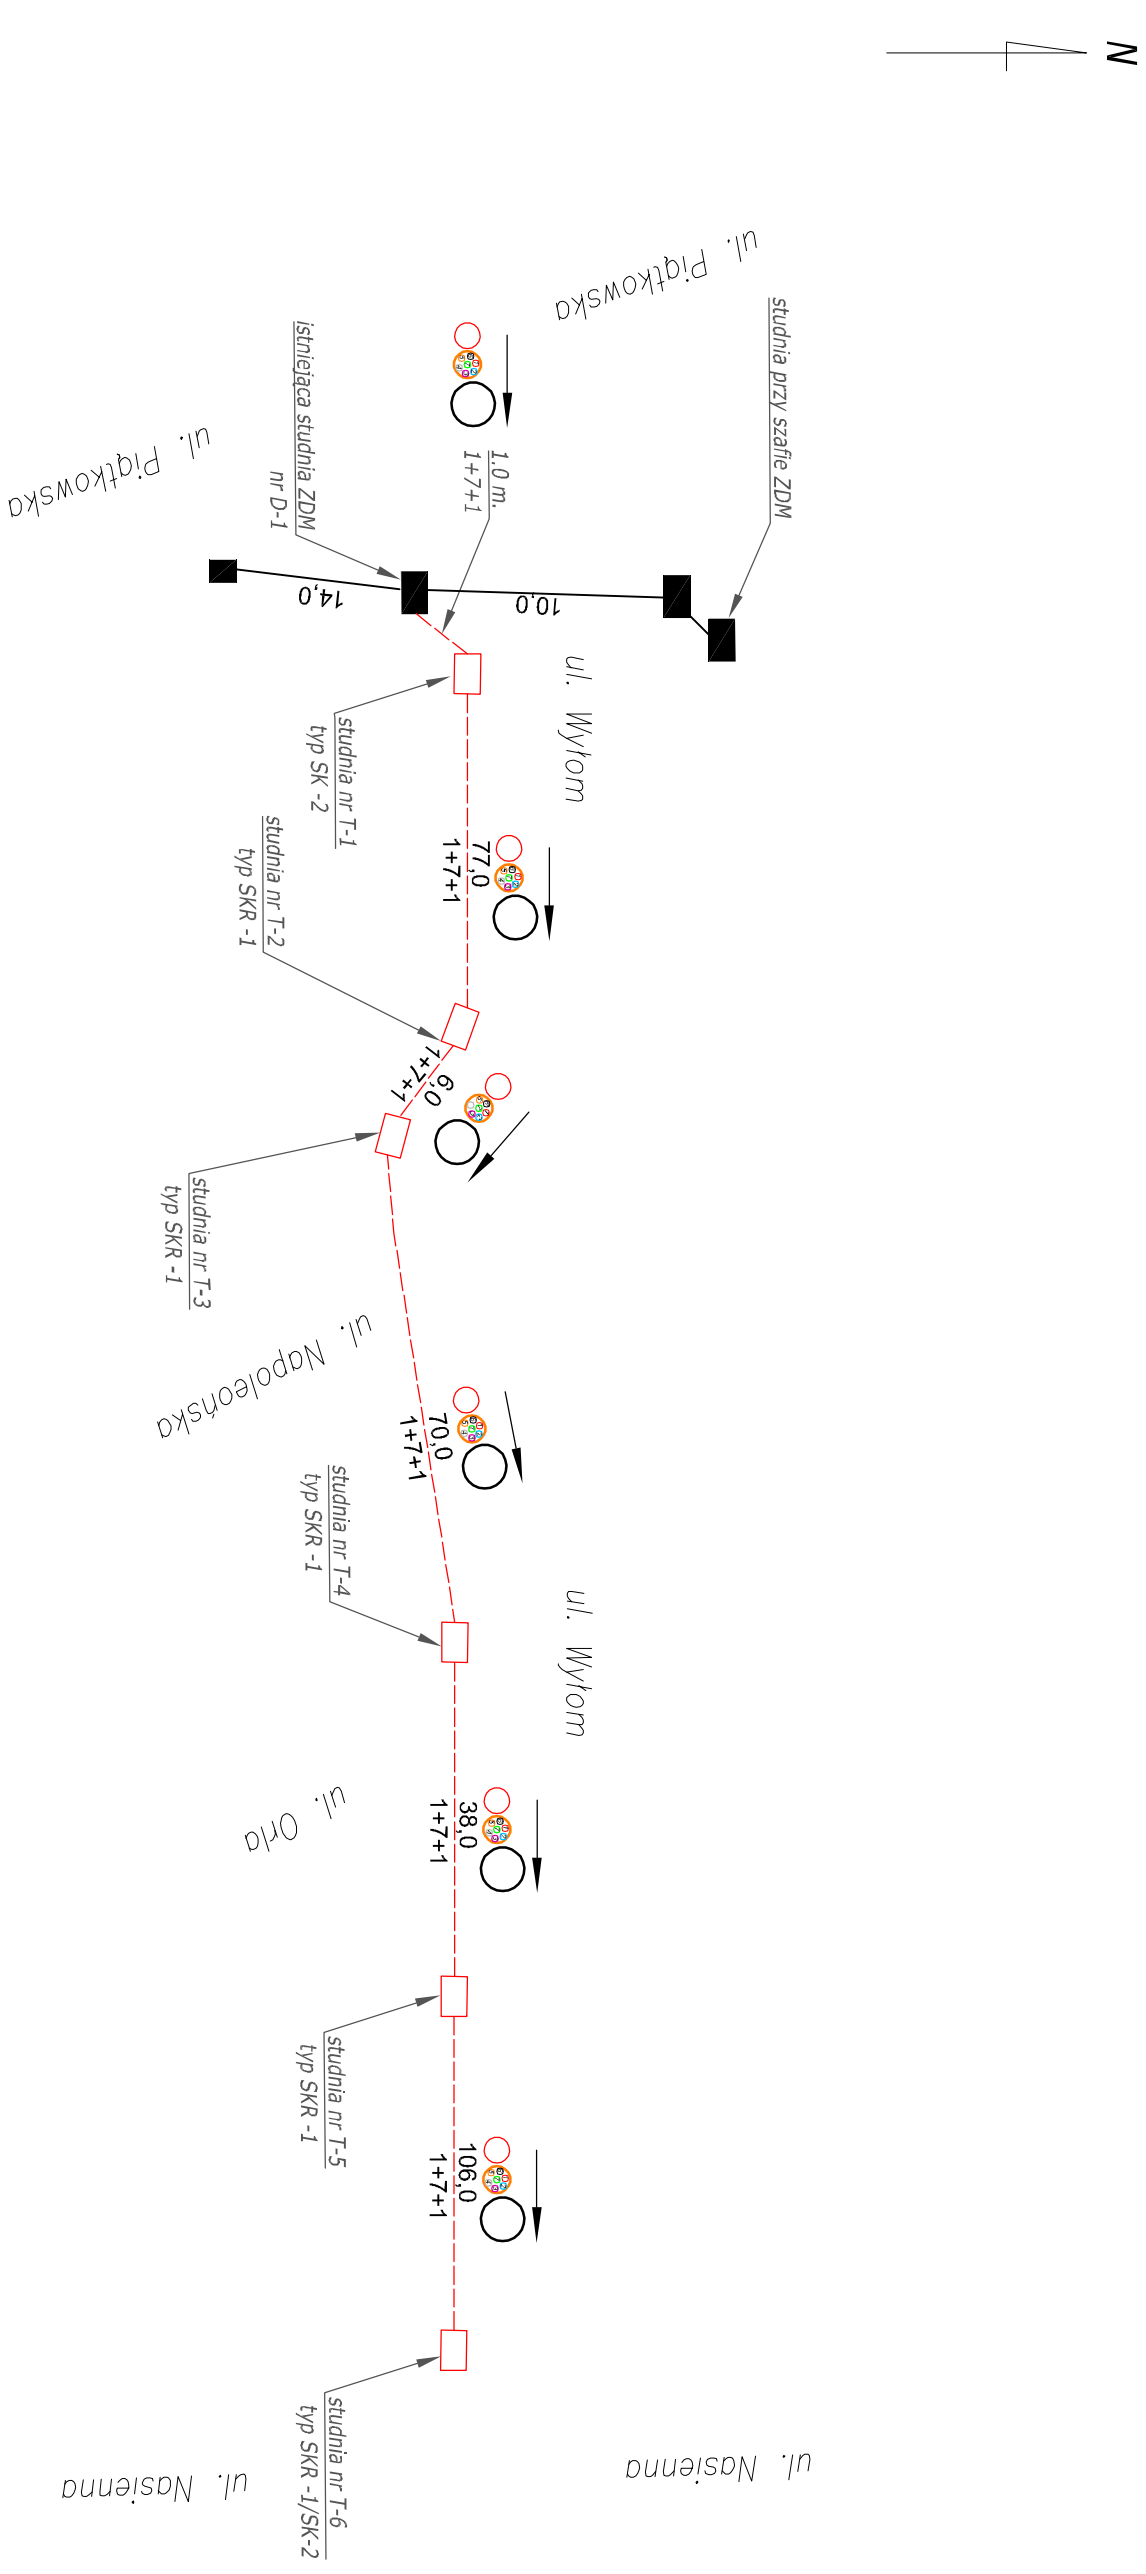 N
ul. Piątkowska
studnia przy szafie ZDM
istniejąca studnia ZDM
nr D-1
ul. Piątkowska
1.0 m.
1+7+1
14,0
10,0
ul. Wyłom
studnia nr T-1
typ SK -2
77,0
1+7+1
studnia nr T-2
typ SKR -1
6,0
1+7+1
studnia nr T-3
typ SKR -1
ul. Napoleońska
70,0
1+7+1
studnia nr T-4
typ SKR -1
ul. Wyłom
ul. Orla
38,0
1+7+1
studnia nr T-5
typ SKR -1
106,0
1+7+1
studnia nr T-6
typ SKR -1/SK-2
ul. Nasienna
ul. Nasienna